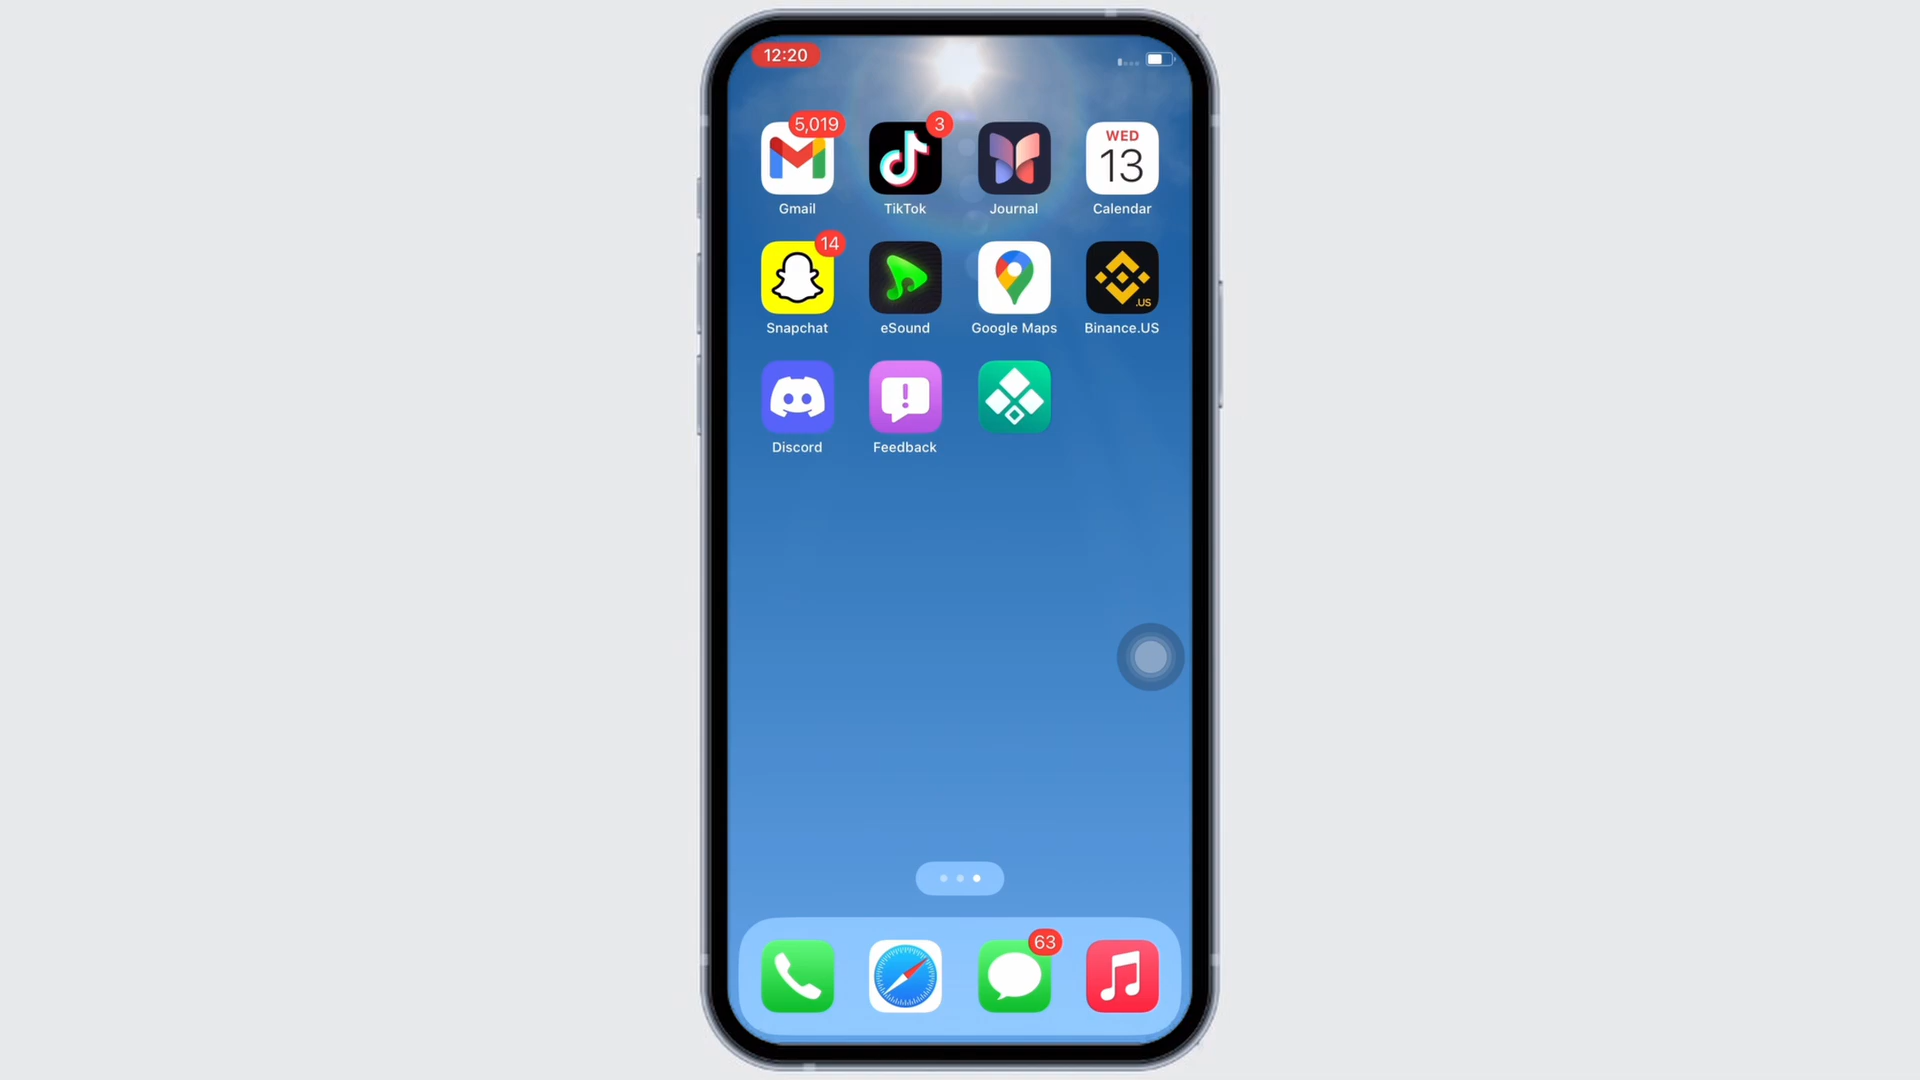 12:20
5,019
3
WED
13
Gmail
TikTok
Journal
Calendar
14
.US
Snapchat
eSound
Google Maps
Binance.US
!
Discord
Feedback
63